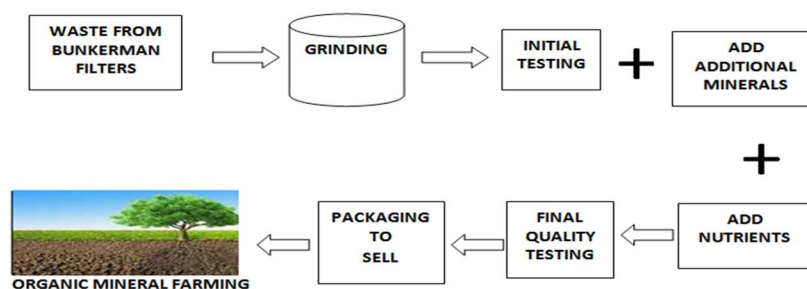 WASTE FROM
BUNKERMAN
FILTERS
GRINDING
INITIAL
TESTING
+
ADD
ADDITIONAL
MINERALS
+
ADD
NUTRIENTS
FINAL
QUALITY
TESTING
PACKAGING
TO
SELL
ORGANIC MINERAL FARMING